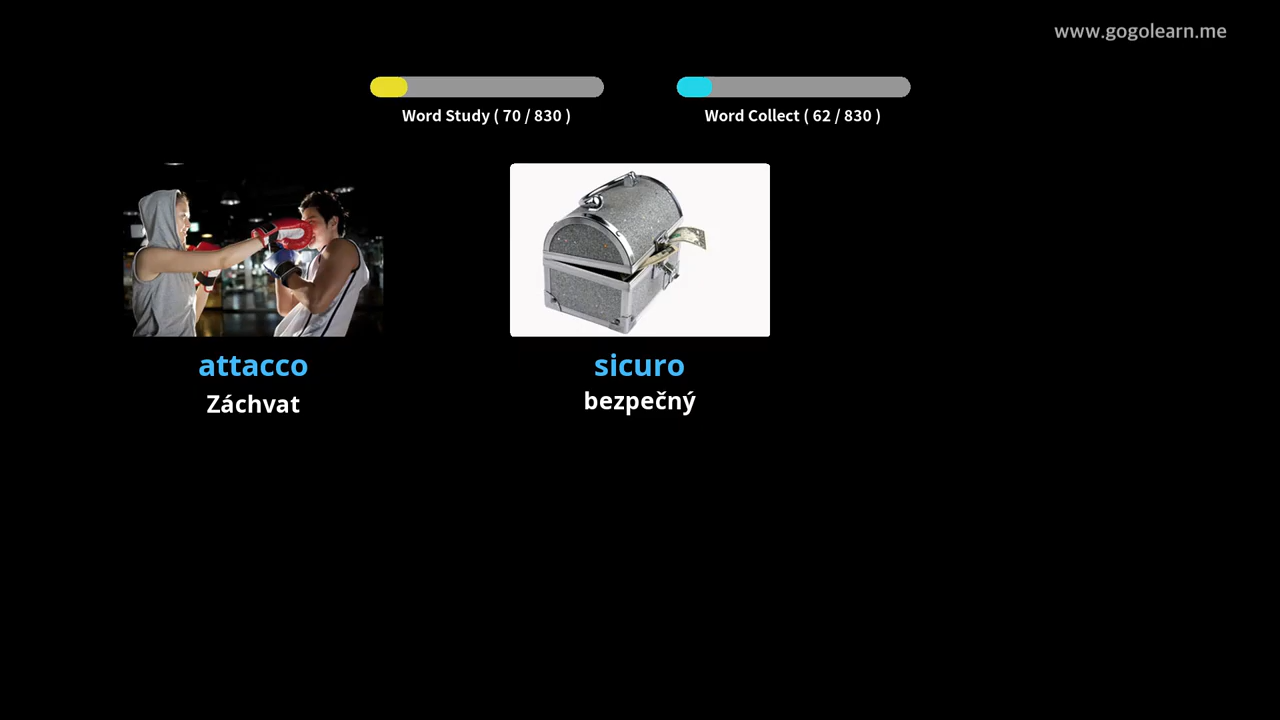 www.gogolearn.me
Word Study ( 70 / 830 )
Word Collect ( 62 / 830 )
attacco
Záchvat
sicuro
bezpečný